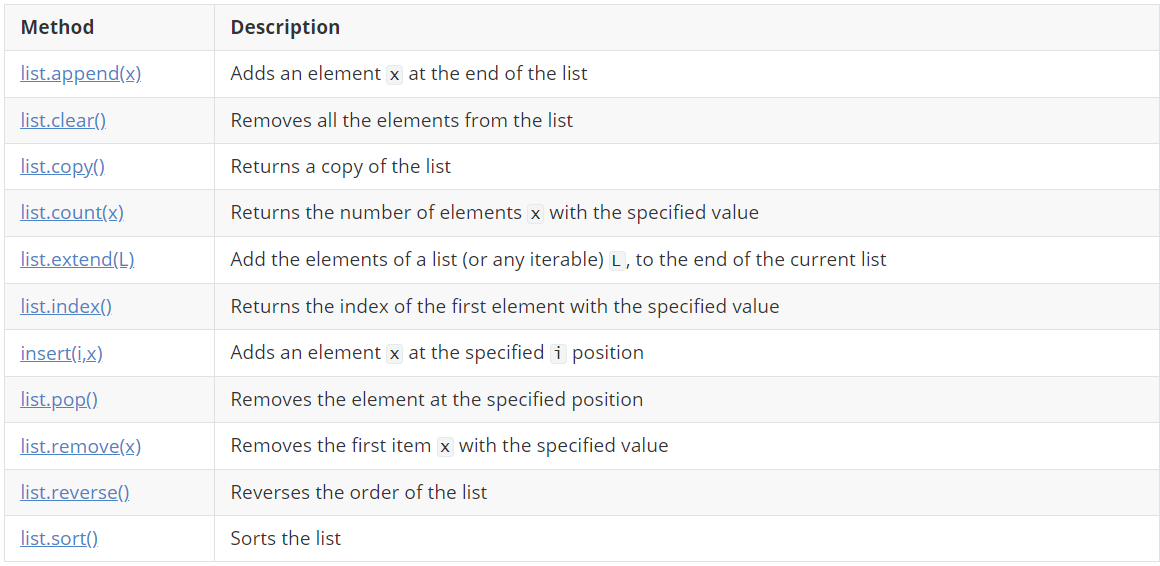 Method Description
list.append(x) Adds an element x at the end of the list
list.clear() Removes all the elements from the list
list.copy() Returns a copy of the list
list.count(x) Returns the number of elements x with the specified value
list.extend(L) Add the elements of a list (or any iterable) L , to the end of the current list
list.index() Returns the index of the first element with the specified value
insert(i,x) Adds an element x at the specified i position
list.pop() Removes the element at the specified position
list.remove(x) Removes the first item x with the specified value
list.reverse() Reverses the order of the list
list.sort() Sorts the list